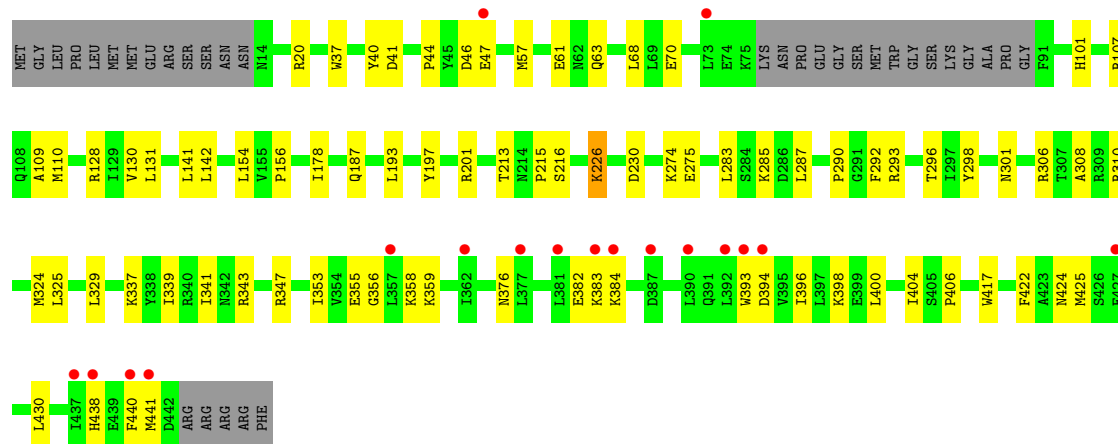 MET GLY LEU PRO LEU MET MET GLU ARG SER SER ASN ASN N14 R20 W37 Y40 D41 P44 Y45 D46 E47 M57 E61 N62 Q63 L68 L69 E70 L73 E74 K75 LYS ASN PRO GLU GLY SER MET TRP GLY SER LYS GLY ALA PRO GLY F91 H101 R107
Q108 A109 M110 R128 I129 V130 L131 L141 L142 L154 V155 P156 I178 Q187 L193 Y197 R201 T213 N214 P215 S216 K226 D230 K274 E275 L283 S284 K285 D286 L287 P290 G291 F292 R293 T296 I297 Y298 N301 R306 T307 A308 R309 R310
M324 L325 L329 K337 Y338 I339 R340 I341 N342 R343 R347 I353 V354 E355 G356 L357 K358 K359 I362 N376 L377 L381 E382 K383 K384 D387 L390 Q391 L392 W393 D394 V395 I396 L397 K398 E399 L400 I404 S405 P406 W417 F422 A423 N424 M425 S426
L430 I437 H438 E439 F440 M441 D442 ARG ARG ARG ARG PHE